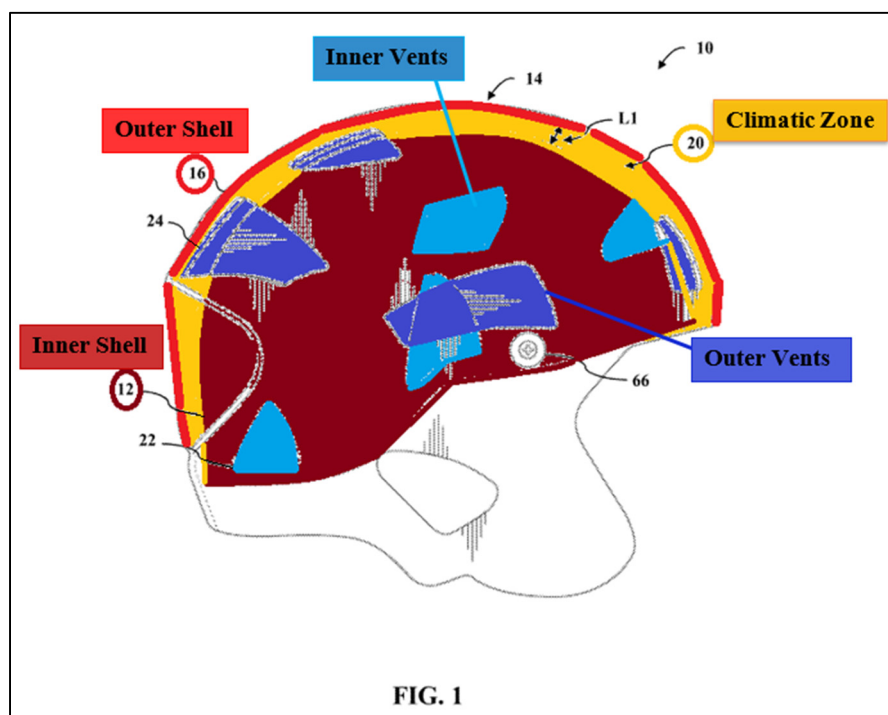 Inner Vents
10
14
L1
Outer Shell
20
Climatic Zone
16
24
Inner Shell
Outer Vents
12
66
22
FIG. 1